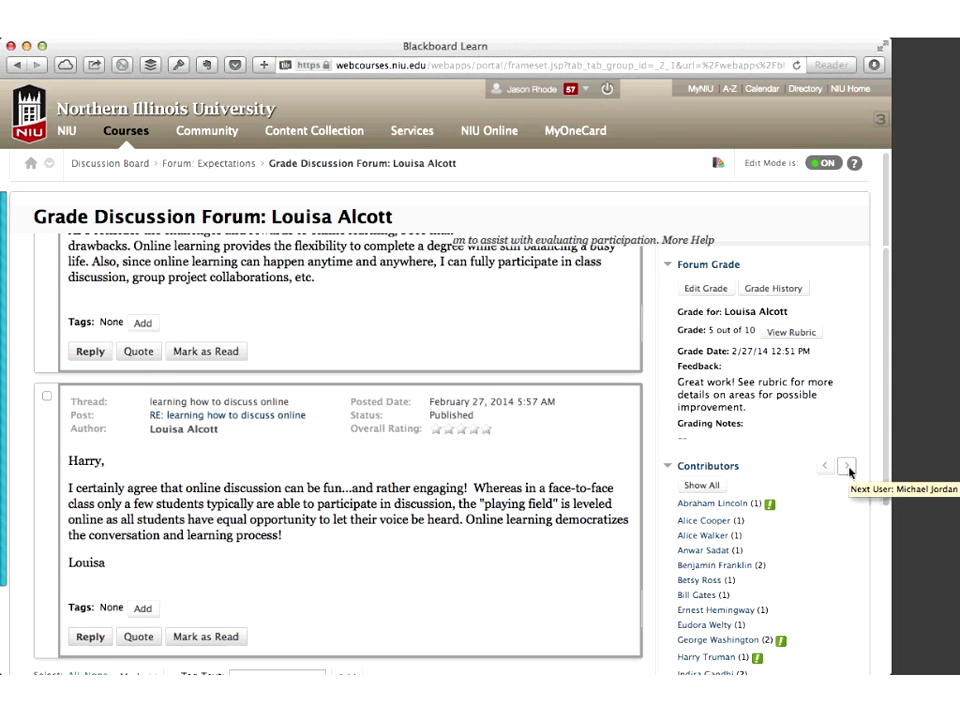 Blackboard Learn
https webcourses.niu.edu/webapps/portal/frameset.jsp?tab_tab_group_id=_2_1&url=%2Fwebapps%2Fbl
Reader
Jason Rhode 57
MyNIU A-Z Calendar Directory NIU Home
Northern Illinois University
NIU
NIU Courses Community Content Collection Services NIU Online MyOneCard
3
Discussion Board > Forum: Expectations > Grade Discussion Forum: Louisa Alcott
Edit Mode is: ON ?
Grade Discussion Forum: Louisa Alcott
um to assist with evaluating participation. More Help
drawbacks. Online learning provides the flexibility to complete a degree while still balancing a busy
life. Also, since online learning can happen anytime and anywhere, I can fully participate in class
discussion, group project collaborations, etc.
Tags: None Add
Reply Quote Mark as Read
Thread: learning how to discuss online
Post: RE: learning how to discuss online
Author: Louisa Alcott
Posted Date: February 27, 2014 5:57 AM
Status: Published
Overall Rating:
Harry,
I certainly agree that online discussion can be fun...and rather engaging! Whereas in a face-to-face
class only a few students typically are able to participate in discussion, the "playing field" is leveled
online as all students have equal opportunity to let their voice be heard. Online learning democratizes
the conversation and learning process!
Louisa
Tags: None Add
Reply Quote Mark as Read
Forum Grade
Edit Grade Grade History
Grade for: Louisa Alcott
Grade: 5 out of 10 View Rubric
Grade Date: 2/27/14 12:51 PM
Feedback:
Great work! See rubric for more
details on areas for possible
improvement.
Grading Notes:
--
Contributors
Next User: Michael Jordan
Show All
Abraham Lincoln (1)
Alice Cooper (1)
Alice Walker (1)
Anwar Sadat (1)
Benjamin Franklin (2)
Betsy Ross (1)
Bill Gates (1)
Ernest Hemingway (1)
Eudora Welty (1)
George Washington (2)
Harry Truman (1)
Indira Gandhi (2)